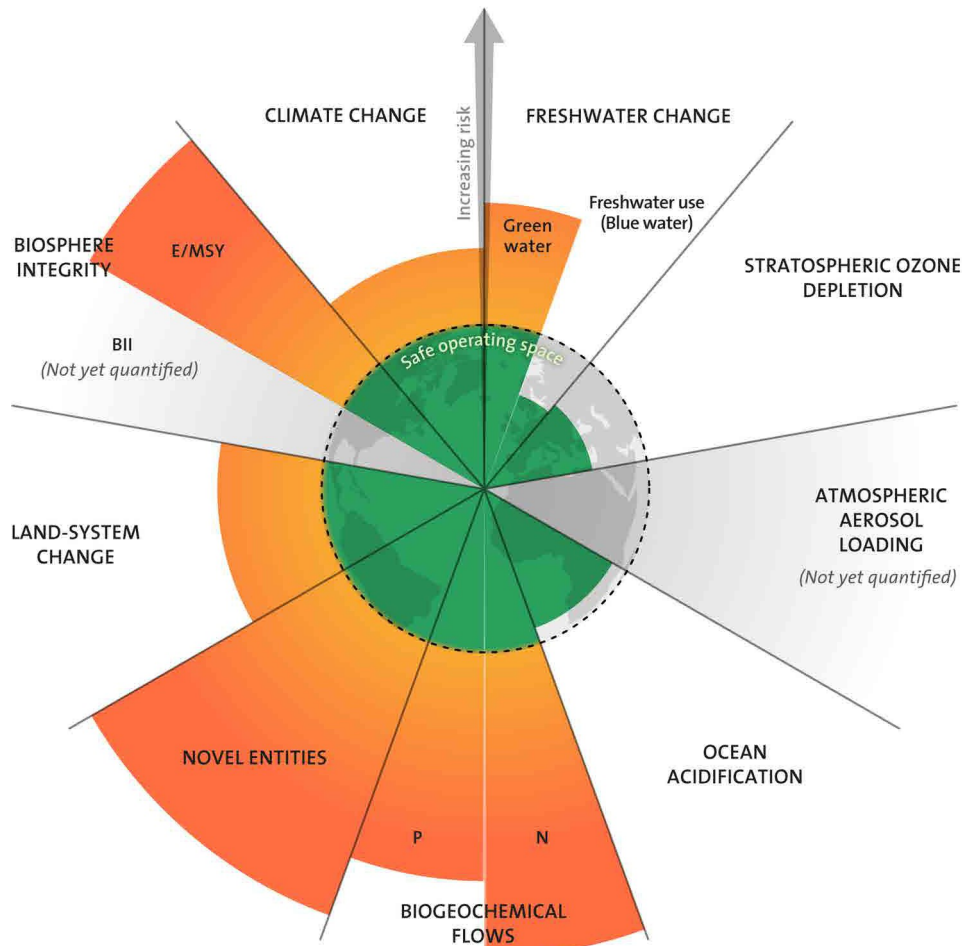 CLIMATE CHANGE
Increasing risk
FRESHWATER CHANGE
Green
water
Freshwater use
(Blue water)
STRATOSPHERIC OZONE
DEPLETION
ATMOSPHERIC
AEROSOL
LOADING
(Not yet quantified)
OCEAN
ACIDIFICATION
N
P
BIOGEOCHEMICAL
FLOWS
NOVEL ENTITIES
LAND-SYSTEM
CHANGE
BII
(Not yet quantified)
BIOSPHERE
INTEGRITY
E/MSY
Safe operating space